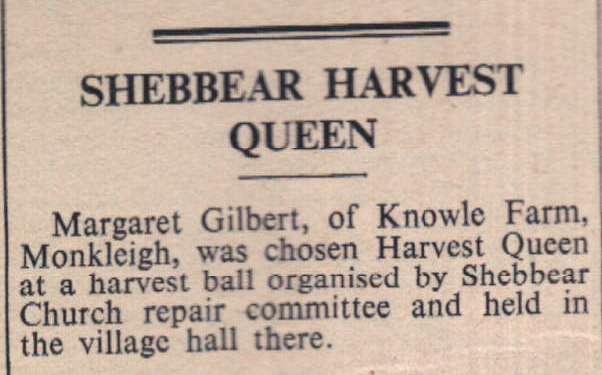 SHEBBEAR HARVEST
QUEEN
Margaret Gilbert, of Knowle Farm,
Monkleigh, was chosen Harvest Queen
at a harvest ball organised by Shebbear
Church repair committee and held in
the village hall there.